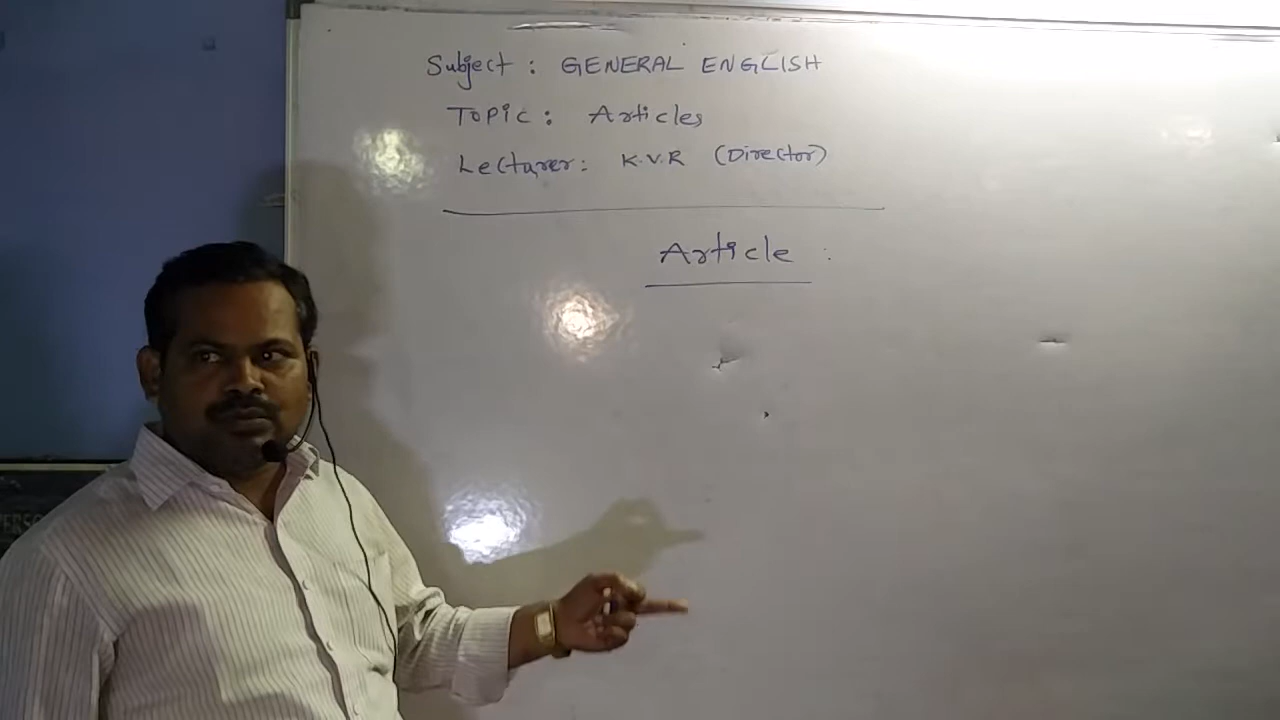 Subject : GENERAL ENGLISH
Topic : Articles
Lecturer : K.V.R (Director)
Article :